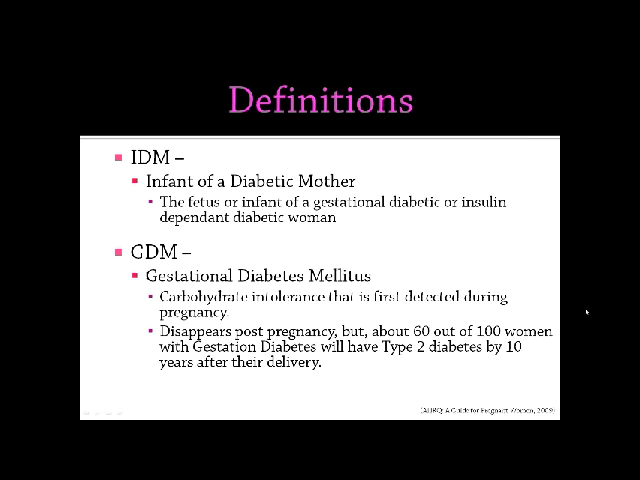 Definitions
IDM –
Infant of a Diabetic Mother
The fetus or infant of a gestational diabetic or insulin
dependant diabetic woman
GDM –
Gestational Diabetes Mellitus
Carbohydrate intolerance that is first detected during
pregnancy.
Disappears post pregnancy, but, about 60 out of 100 women
with Gestation Diabetes will have Type 2 diabetes by 10
years after their delivery.
(AHRQ: A Guide for Pregnant Women, 2009)